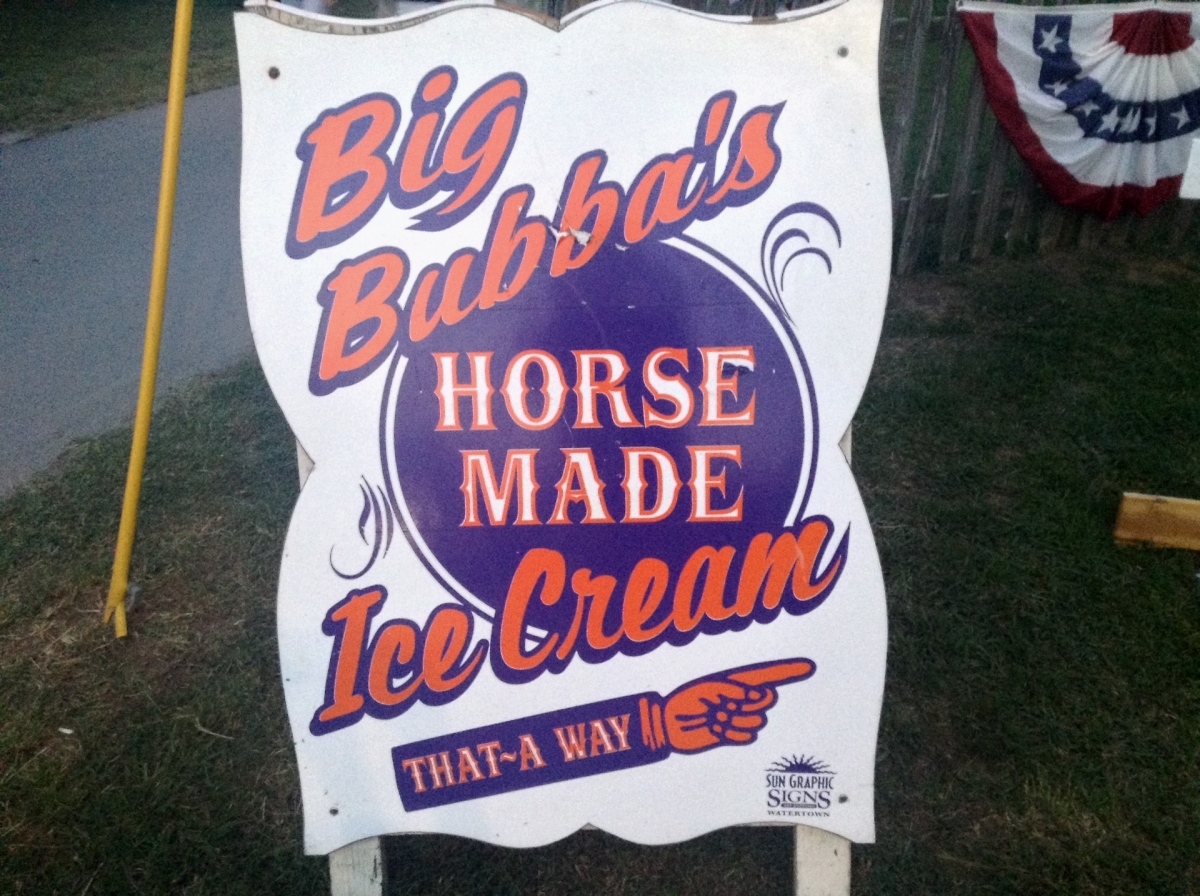 Big
Bubba's
HORSE
MADE
Ice Cream
THAT~A WAY
SUN GRAPHIC
SIGNS
WATERTOWN